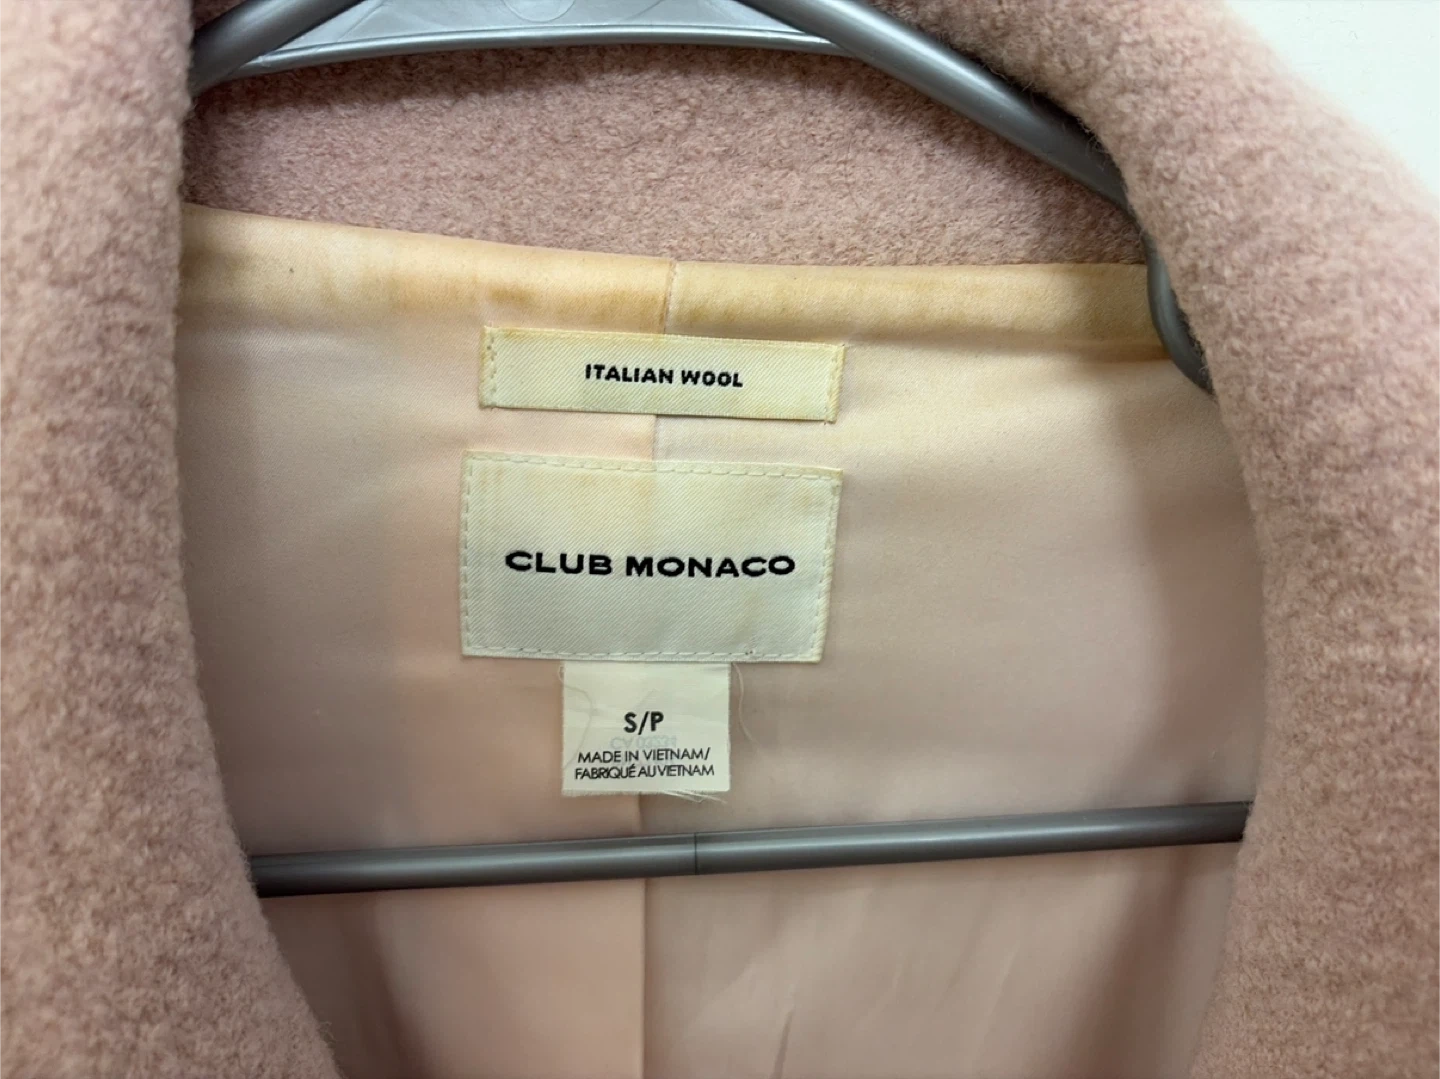 ITALIAN WOOL
CLUB MONACO
S/P
MADE IN VIETNAM/
FABRIQUÉ AU VIETNAM